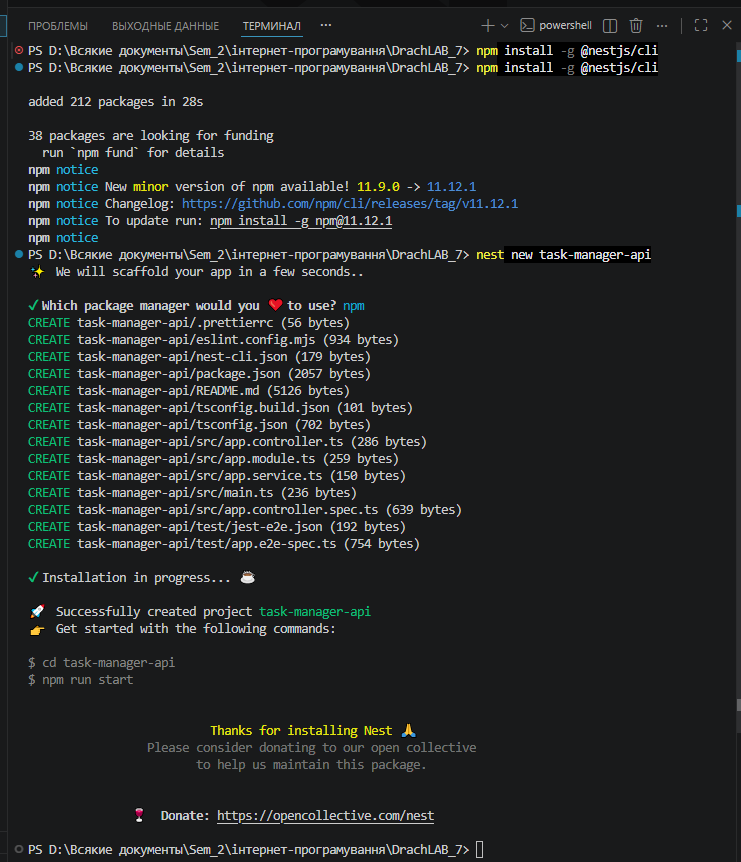 ПРОБЛЕМЫ ВЫХОДНЫЕ ДАННЫЕ ТЕРМИНАЛ ··· powershell
PS D:\Всякие документы\Sem_2\інтернет-програмування\DrachLAB_7> npm install -g @nestjs/cli
PS D:\Всякие документы\Sem_2\інтернет-програмування\DrachLAB_7> npm install -g @nestjs/cli
added 212 packages in 28s
38 packages are looking for funding
run `npm fund` for details
npm notice
npm notice New minor version of npm available! 11.9.0 -> 11.12.1
npm notice Changelog: https://github.com/npm/cli/releases/tag/v11.12.1
npm notice To update run: npm install -g npm@11.12.1
npm notice
PS D:\Всякие документы\Sem_2\інтернет-програмування\DrachLAB_7> nest new task-manager-api
✨ We will scaffold your app in a few seconds..
✔ Which package manager would you ❤️ to use? npm
CREATE task-manager-api/.prettierrc (56 bytes)
CREATE task-manager-api/eslint.config.mjs (934 bytes)
CREATE task-manager-api/nest-cli.json (179 bytes)
CREATE task-manager-api/package.json (2057 bytes)
CREATE task-manager-api/README.md (5126 bytes)
CREATE task-manager-api/tsconfig.build.json (101 bytes)
CREATE task-manager-api/tsconfig.json (702 bytes)
CREATE task-manager-api/src/app.controller.ts (286 bytes)
CREATE task-manager-api/src/app.module.ts (259 bytes)
CREATE task-manager-api/src/app.service.ts (150 bytes)
CREATE task-manager-api/src/main.ts (236 bytes)
CREATE task-manager-api/src/app.controller.spec.ts (639 bytes)
CREATE task-manager-api/test/jest-e2e.json (192 bytes)
CREATE task-manager-api/test/app.e2e-spec.ts (754 bytes)
✔ Installation in progress... ☕
🚀 Successfully created project task-manager-api
👉 Get started with the following commands:
$ cd task-manager-api
$ npm run start
Thanks for installing Nest 🙏
Please consider donating to our open collective
to help us maintain this package.
🍷 Donate: https://opencollective.com/nest
PS D:\Всякие документы\Sem_2\інтернет-програмування\DrachLAB_7>